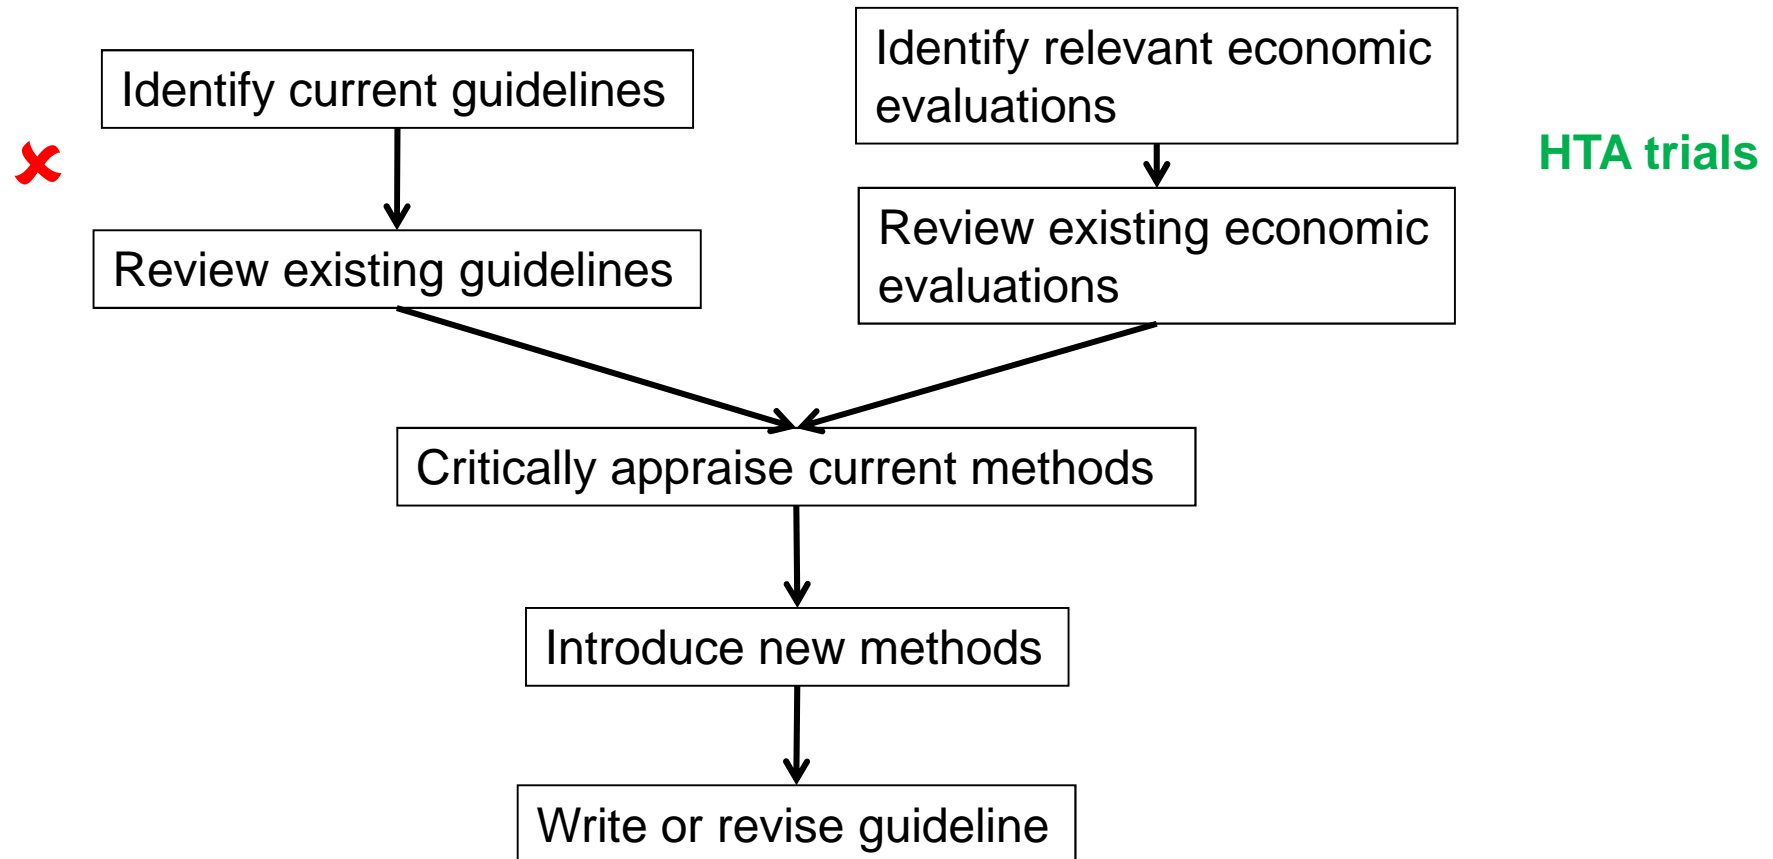 Identify current guidelines
Identify relevant economic
evaluations
HTA trials
Review existing guidelines
Review existing economic
evaluations
Critically appraise current methods
Introduce new methods
Write or revise guideline